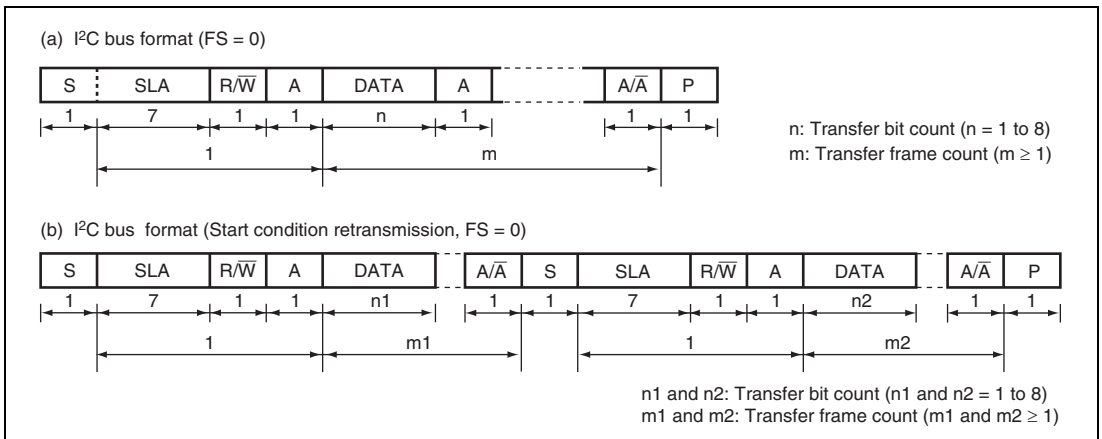 (a) I²C bus format (FS = 0)
S SLA R/W̅ A DATA A A/A̅ P
1 7 1 1 n 1 1 1
1 m
n: Transfer bit count (n = 1 to 8)
m: Transfer frame count (m ≥ 1)
(b) I²C bus format (Start condition retransmission, FS = 0)
S SLA R/W̅ A DATA A/A̅ S SLA R/W̅ A DATA A/A̅ P
1 7 1 1 n1 1 1 7 1 1 n2 1 1
1 m1 1 m2
n1 and n2: Transfer bit count (n1 and n2 = 1 to 8)
m1 and m2: Transfer frame count (m1 and m2 ≥ 1)